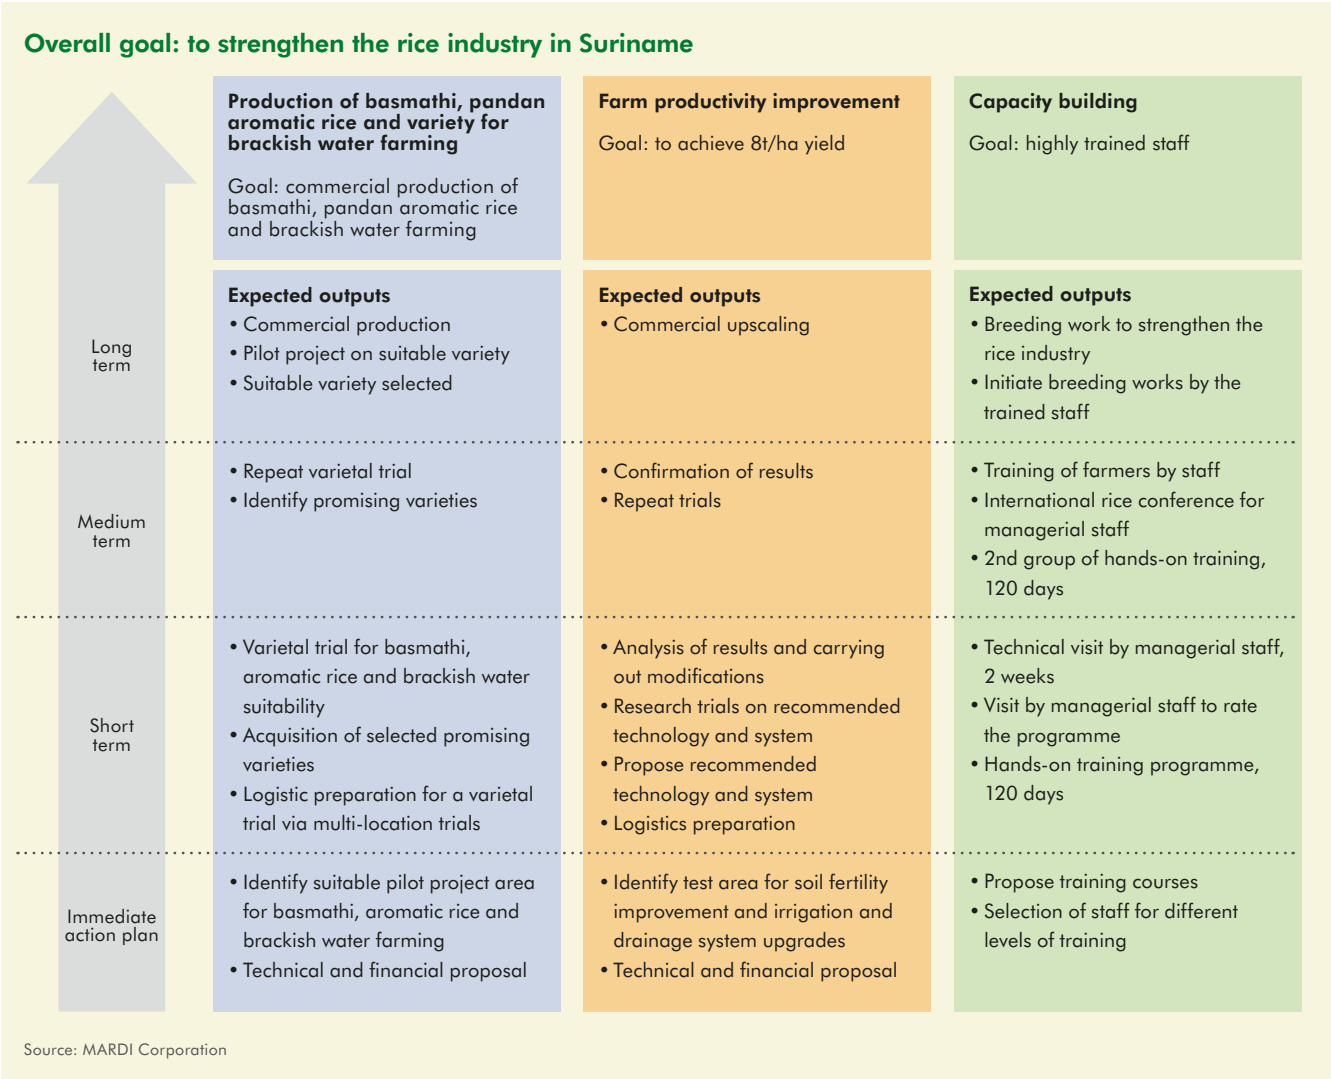 Overall goal: to strengthen the rice industry in Suriname
Production of basmathi, pandan
aromatic rice and variety for
brackish water farming
Goal: commercial production of
basmathi, pandan aromatic rice
and brackish water farming
Farm productivity improvement
Goal: to achieve 8t/ha yield
Capacity building
Goal: highly trained staff
Long
term
Expected outputs
• Commercial production
• Pilot project on suitable variety
• Suitable variety selected
Expected outputs
• Commercial upscaling
Expected outputs
• Breeding work to strengthen the
rice industry
• Initiate breeding works by the
trained staff
Medium
term
• Repeat varietal trial
• Identify promising varieties
• Confirmation of results
• Repeat trials
• Training of farmers by staff
• International rice conference for
managerial staff
• 2nd group of hands-on training,
120 days
Short
term
• Varietal trial for basmathi,
aromatic rice and brackish water
suitability
• Acquisition of selected promising
varieties
• Logistic preparation for a varietal
trial via multi-location trials
• Analysis of results and carrying
out modifications
• Research trials on recommended
technology and system
• Propose recommended
technology and system
• Logistics preparation
• Technical visit by managerial staff,
2 weeks
• Visit by managerial staff to rate
the programme
• Hands-on training programme,
120 days
Immediate
action plan
• Identify suitable pilot project area
for basmathi, aromatic rice and
brackish water farming
• Technical and financial proposal
• Identify test area for soil fertility
improvement and irrigation and
drainage system upgrades
• Technical and financial proposal
• Propose training courses
• Selection of staff for different
levels of training
Source: MARDI Corporation